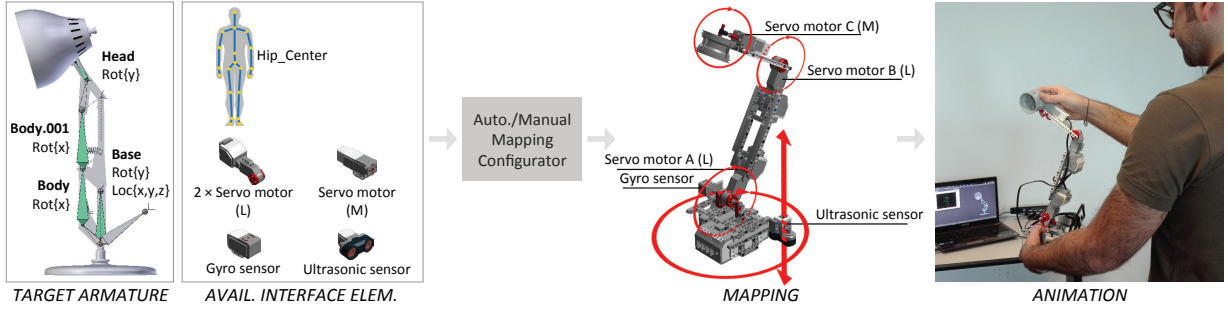 Head
Rot{y}
Body.001
Rot{x}
Base
Rot{y}
Loc{x,y,z}
Body
Rot{x}
TARGET ARMATURE
Hip_Center
2 × Servo motor
(L)
Servo motor
(M)
Gyro sensor
Ultrasonic sensor
AVAIL. INTERFACE ELEM.
Auto./Manual
Mapping
Configurator
Servo motor C (M)
Servo motor B (L)
Servo motor A (L)
Gyro sensor
Ultrasonic sensor
MAPPING
ANIMATION